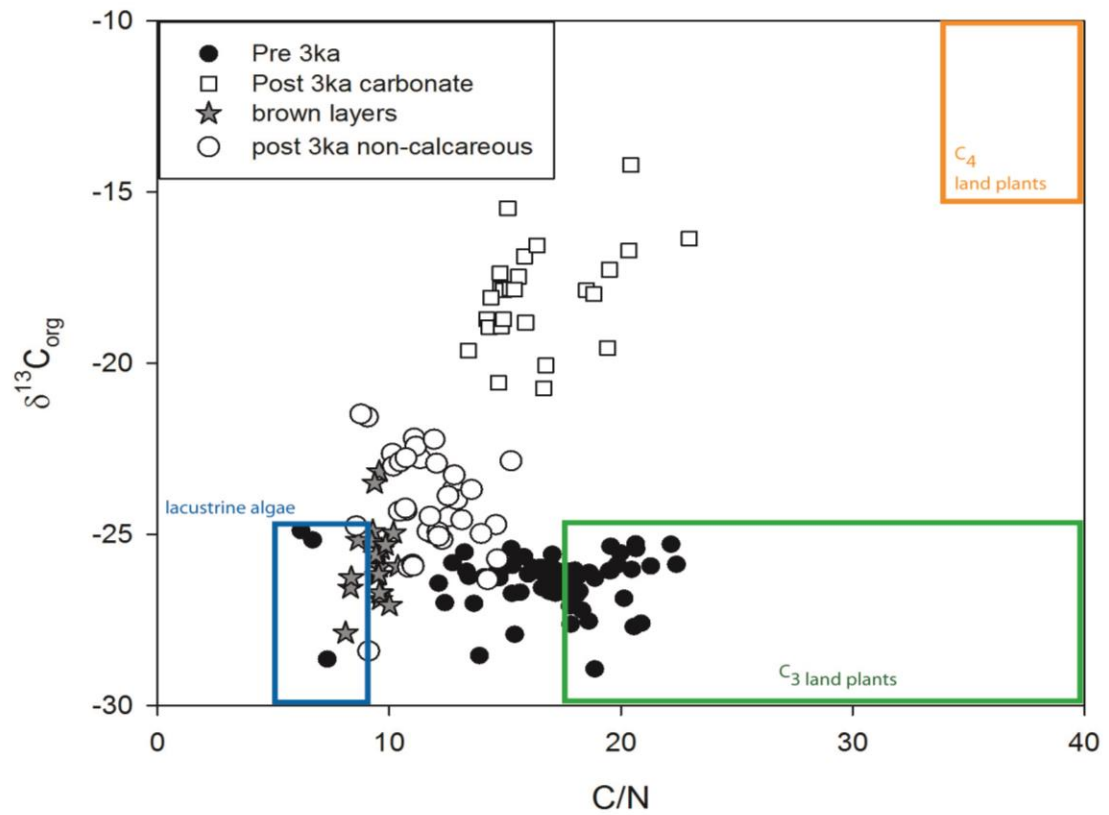 -10
-15
-20
-25
-30
δ¹³C_org
Pre 3ka
Post 3ka carbonate
brown layers
post 3ka non-calcareous
C₄
land plants
lacustrine algae
C₃ land plants
0
10
20
30
40
C/N